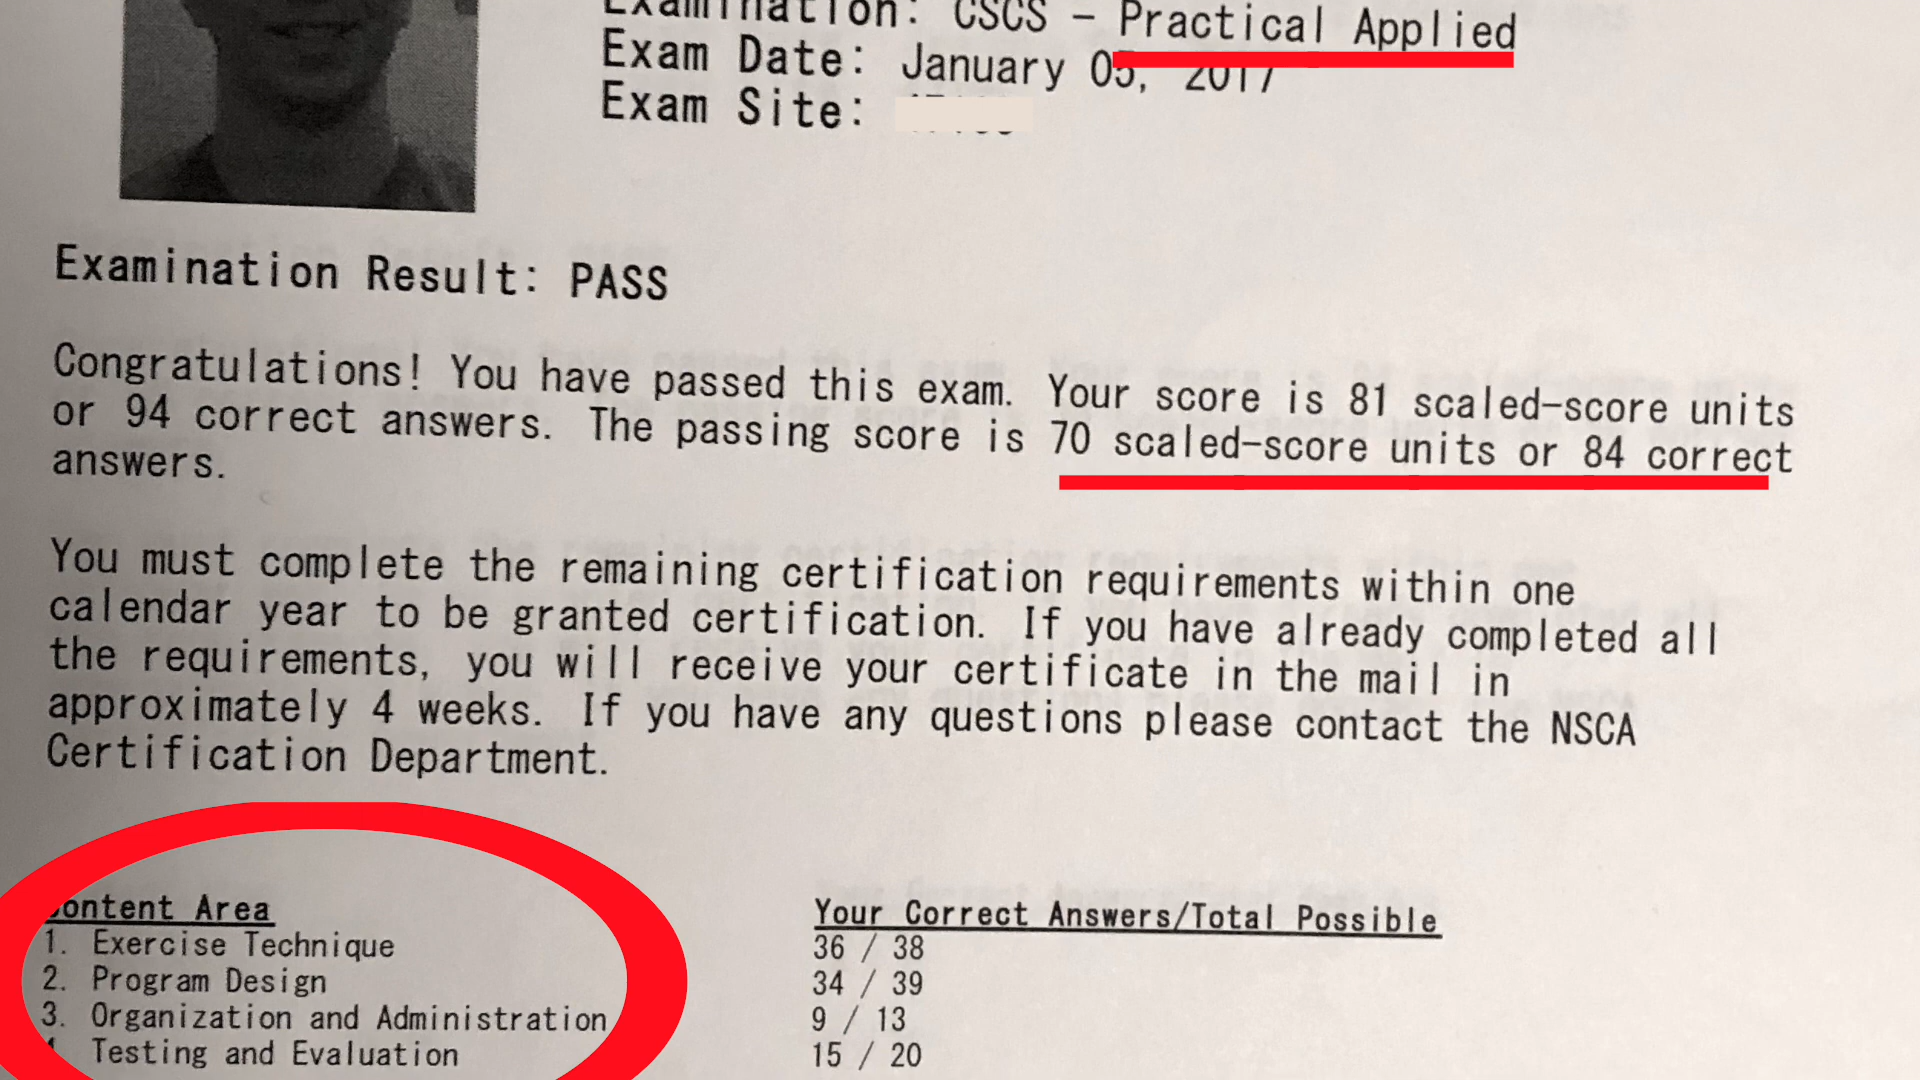 Examination: CSCS - Practical Applied
Exam Date: January 05, 2017
Exam Site:
Examination Result: PASS
Congratulations! You have passed this exam. Your score is 81 scaled-score units
or 94 correct answers. The passing score is 70 scaled-score units or 84 correct
answers.
You must complete the remaining certification requirements within one
calendar year to be granted certification. If you have already completed all
the requirements, you will receive your certificate in the mail in
approximately 4 weeks. If you have any questions please contact the NSCA
Certification Department.
Content Area Your Correct Answers/Total Possible
1. Exercise Technique 36 / 38
2. Program Design 34 / 39
3. Organization and Administration 9 / 13
4. Testing and Evaluation 15 / 20